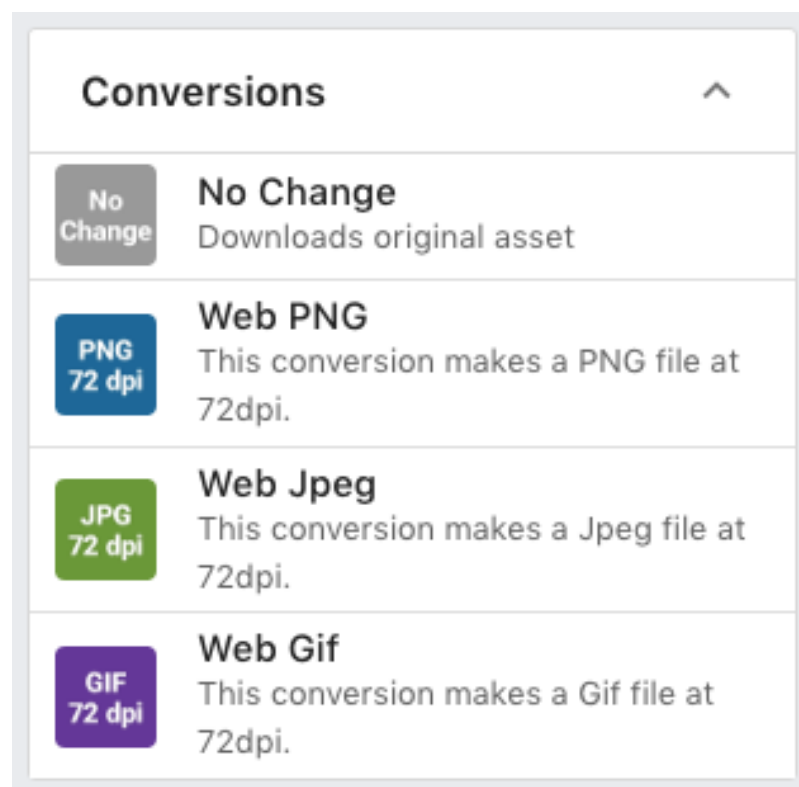 Conversions
No
Change
No Change
Downloads original asset
PNG
72 dpi
Web PNG
This conversion makes a PNG file at
72dpi.
JPG
72 dpi
Web Jpeg
This conversion makes a Jpeg file at
72dpi.
GIF
72 dpi
Web Gif
This conversion makes a Gif file at
72dpi.